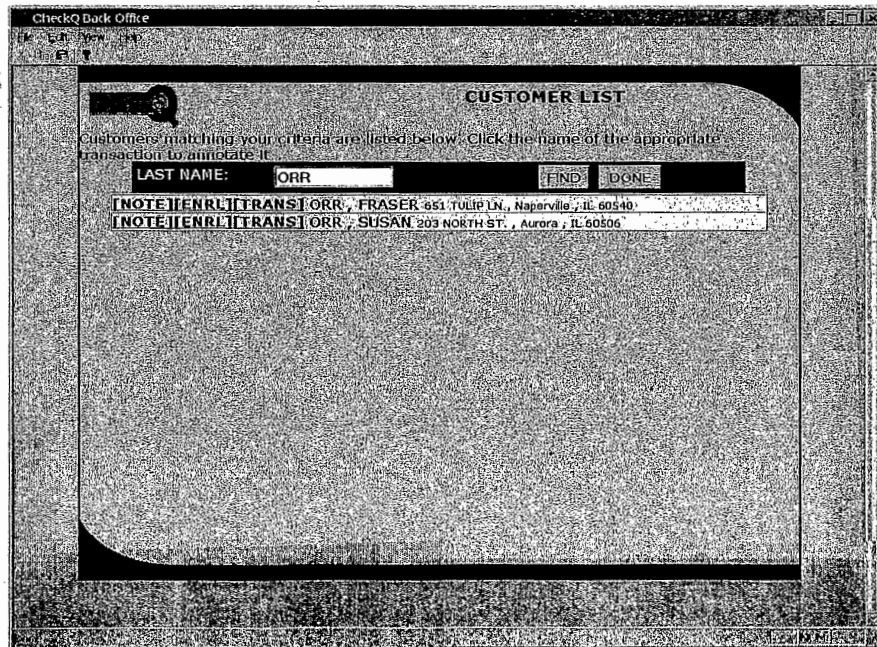 CheckQ Back Office
File Edit View Help
CUSTOMER LIST
Customers matching your criteria are listed below. Click the name of the appropriate
transaction to annotate it
LAST NAME: ORR FIND DONE
[NOTE][ENRL][TRANS] ORR , FRASER 651 TULIP LN., Naperville , IL 60540
[NOTE][ENRL][TRANS] ORR , SUSAN 203 NORTH ST. , Aurora , IL 60506